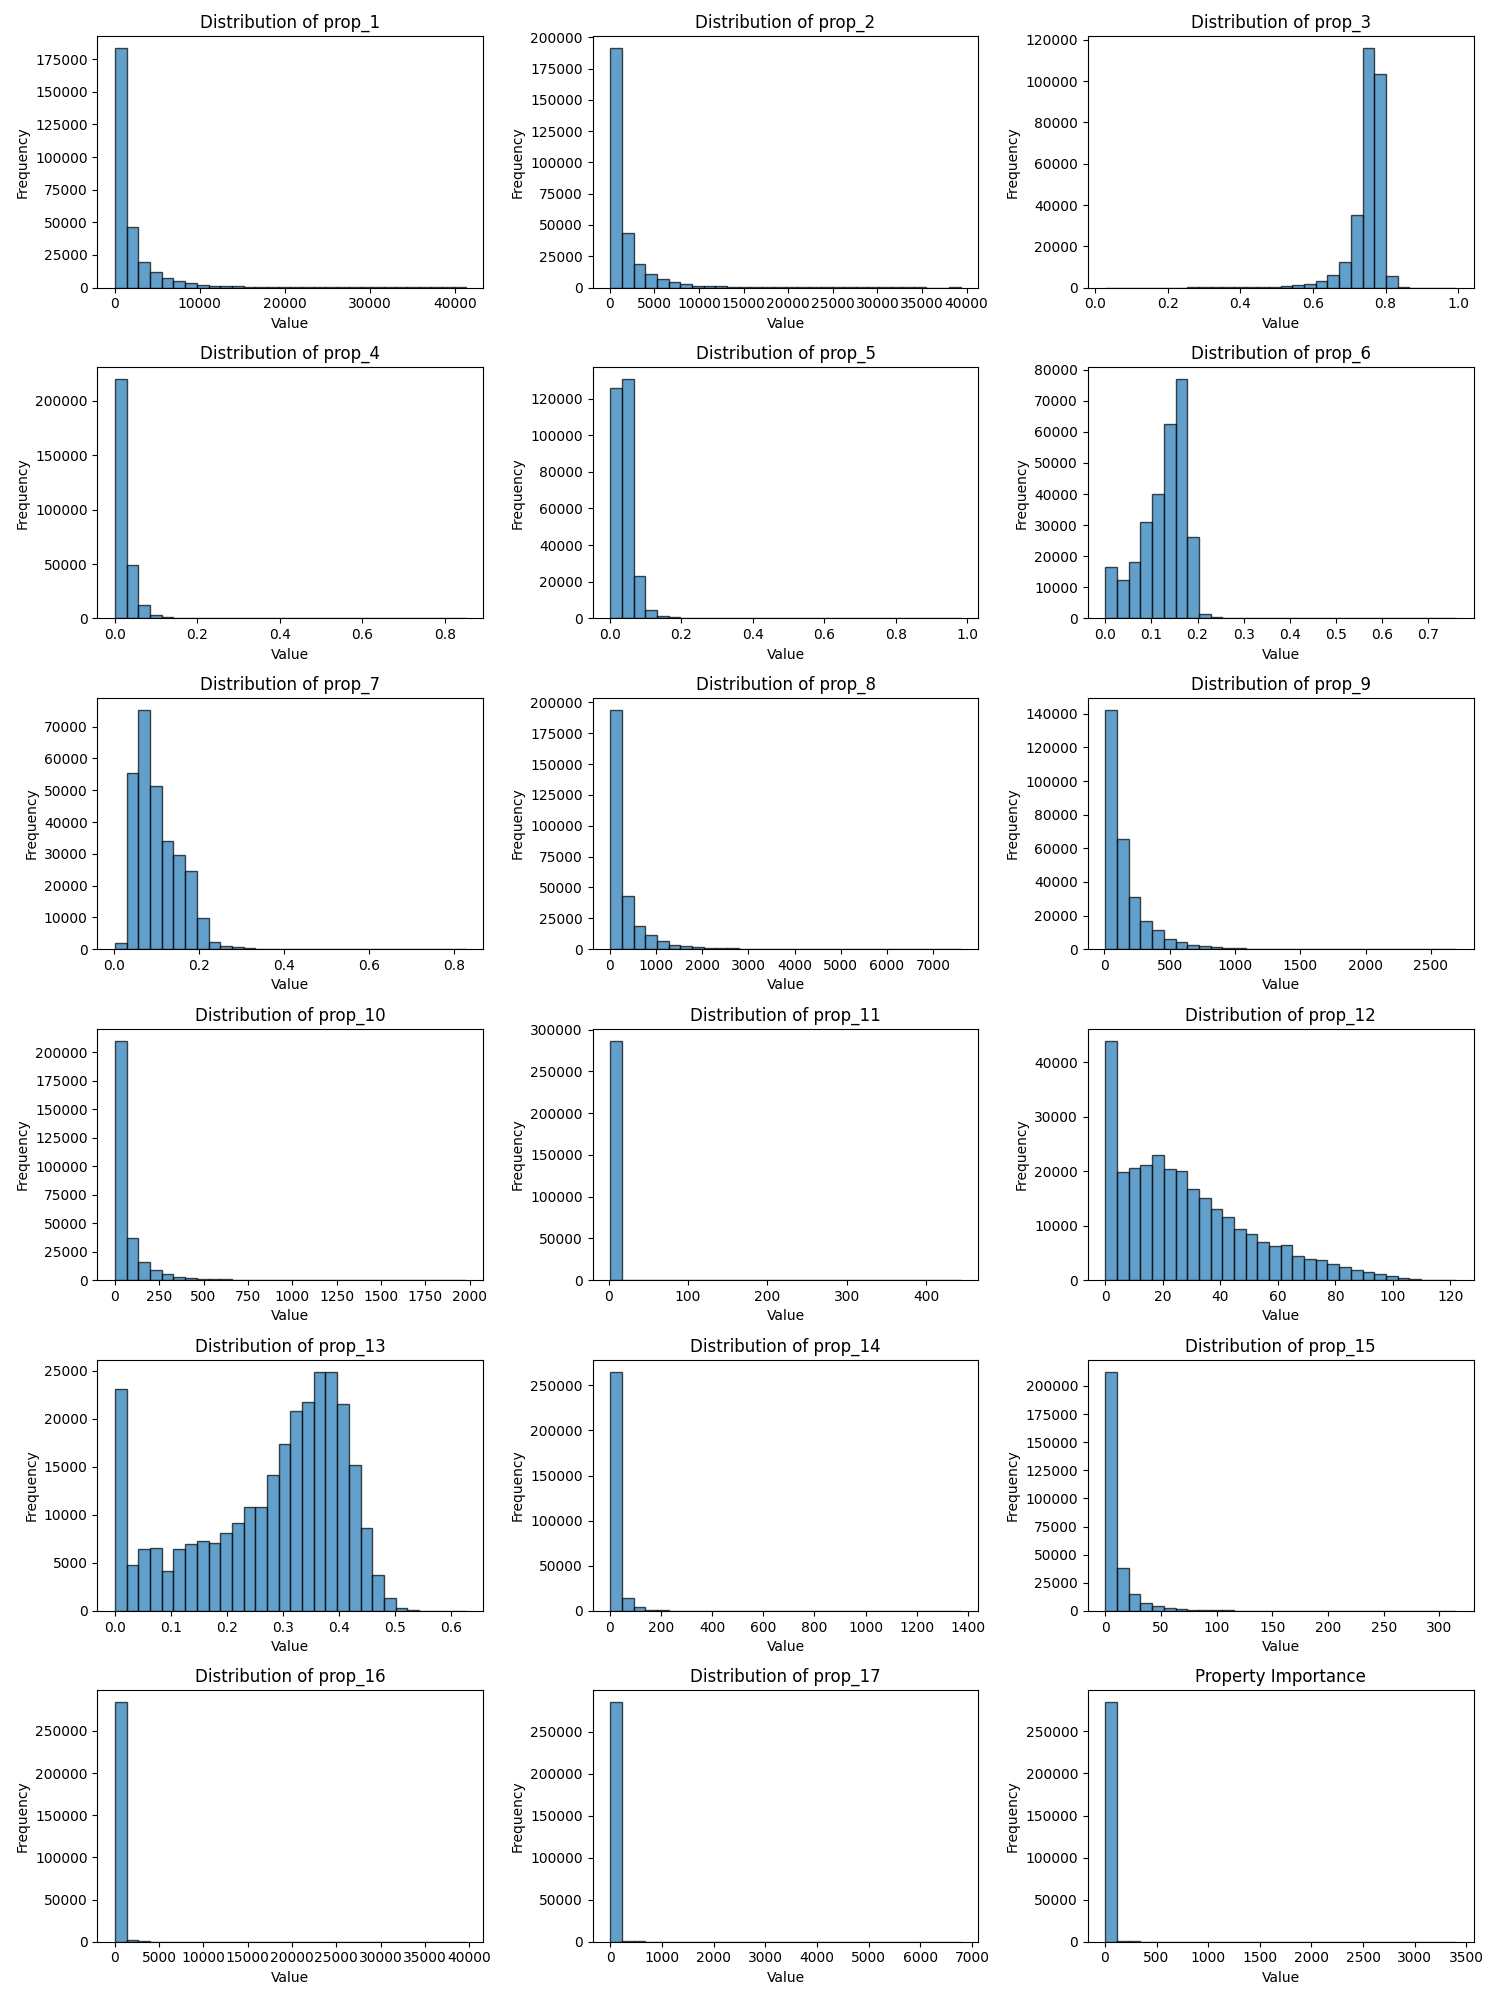 Distribution of prop_1
Frequency
175000
150000
125000
100000
75000
50000
25000
0
0 10000 20000 30000 40000
Value
Distribution of prop_2
Frequency
200000
175000
150000
125000
100000
75000
50000
25000
0
0 5000 10000 15000 20000 25000 30000 35000 40000
Value
Distribution of prop_3
Frequency
120000
100000
80000
60000
40000
20000
0
0.0 0.2 0.4 0.6 0.8 1.0
Value
Distribution of prop_4
Frequency
200000
150000
100000
50000
0
0.0 0.2 0.4 0.6 0.8
Value
Distribution of prop_5
Frequency
120000
100000
80000
60000
40000
20000
0
0.0 0.2 0.4 0.6 0.8 1.0
Value
Distribution of prop_6
Frequency
80000
70000
60000
50000
40000
30000
20000
10000
0
0.0 0.1 0.2 0.3 0.4 0.5 0.6 0.7
Value
Distribution of prop_7
Frequency
70000
60000
50000
40000
30000
20000
10000
0
0.0 0.2 0.4 0.6 0.8
Value
Distribution of prop_8
Frequency
200000
175000
150000
125000
100000
75000
50000
25000
0
0 1000 2000 3000 4000 5000 6000 7000
Value
Distribution of prop_9
Frequency
140000
120000
100000
80000
60000
40000
20000
0
0 500 1000 1500 2000 2500
Value
Distribution of prop_10
Frequency
200000
175000
150000
125000
100000
75000
50000
25000
0
0 250 500 750 1000 1250 1500 1750 2000
Value
Distribution of prop_11
Frequency
300000
250000
200000
150000
100000
50000
0
0 100 200 300 400
Value
Distribution of prop_12
Frequency
40000
30000
20000
10000
0
0 20 40 60 80 100 120
Value
Distribution of prop_13
Frequency
25000
20000
15000
10000
5000
0
0.0 0.1 0.2 0.3 0.4 0.5 0.6
Value
Distribution of prop_14
Frequency
250000
200000
150000
100000
50000
0
0 200 400 600 800 1000 1200 1400
Value
Distribution of prop_15
Frequency
200000
175000
150000
125000
100000
75000
50000
25000
0
0 50 100 150 200 250 300
Value
Distribution of prop_16
Frequency
250000
200000
150000
100000
50000
0
0 5000 10000 15000 20000 25000 30000 35000 40000
Value
Distribution of prop_17
Frequency
250000
200000
150000
100000
50000
0
0 1000 2000 3000 4000 5000 6000 7000
Value
Property Importance
Frequency
250000
200000
150000
100000
50000
0
0 500 1000 1500 2000 2500 3000 3500
Value